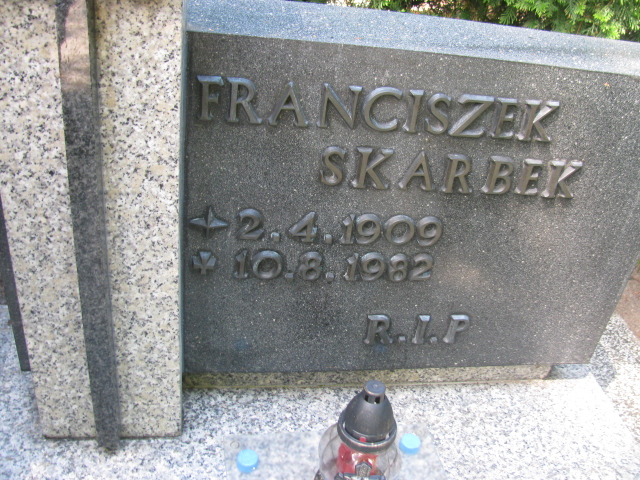 FRANCISZEK
SKARBEK
2.4.1909
10.8.1982
R.I.P